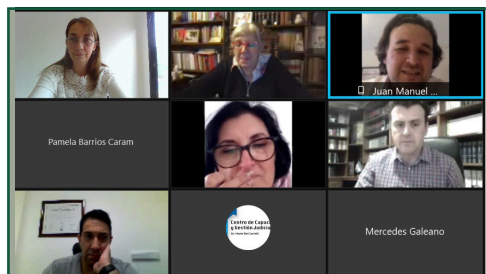 Juan Manuel ...
Pamela Barrios Caram
Centro de Capac
y Gestión Judicia
Mercedes Galeano